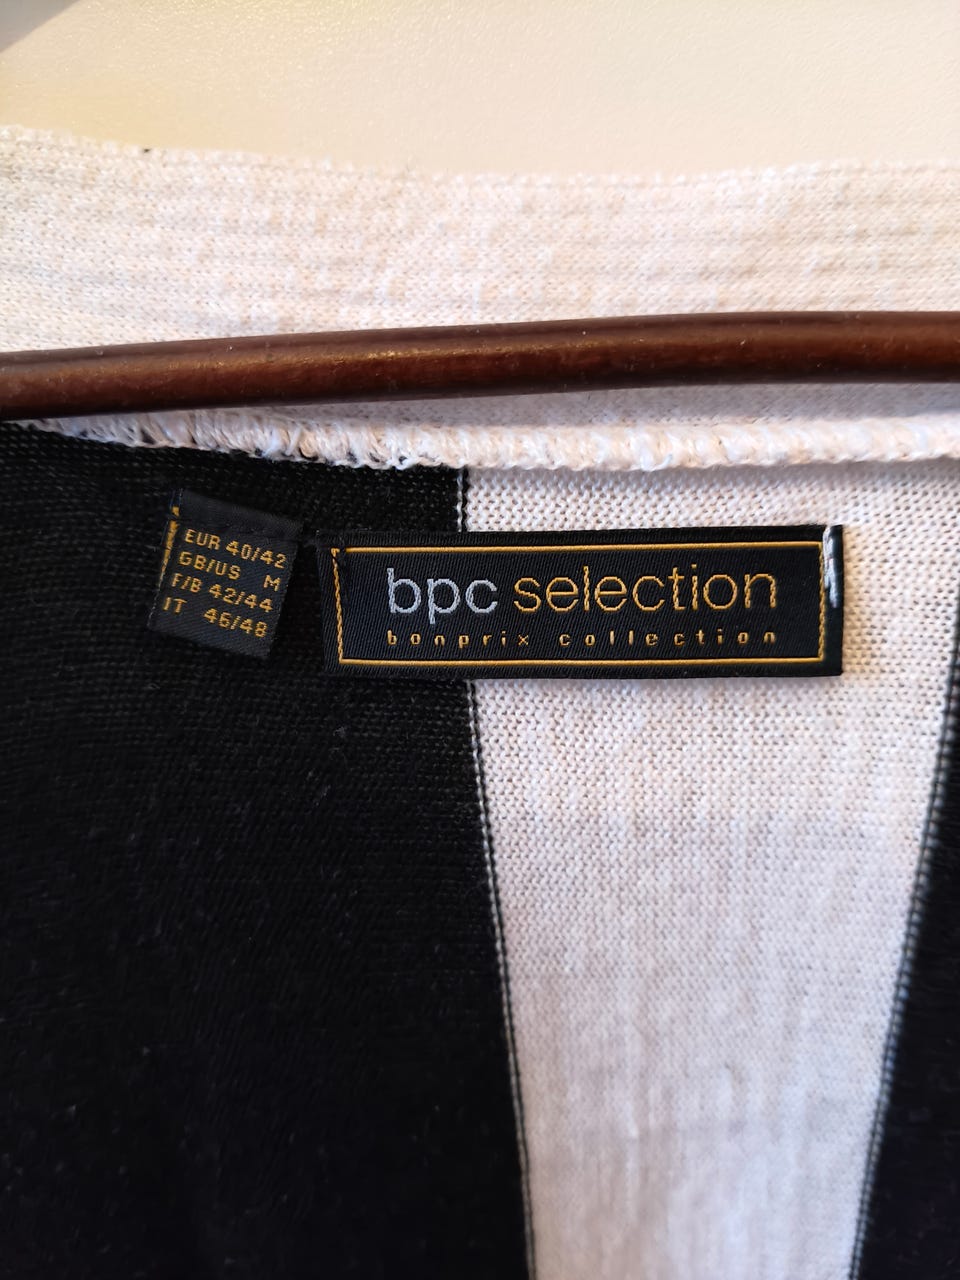 EUR 40/42
GB/US M
F/B 42/44
IT 46/48
bpc selection
bonprix collection